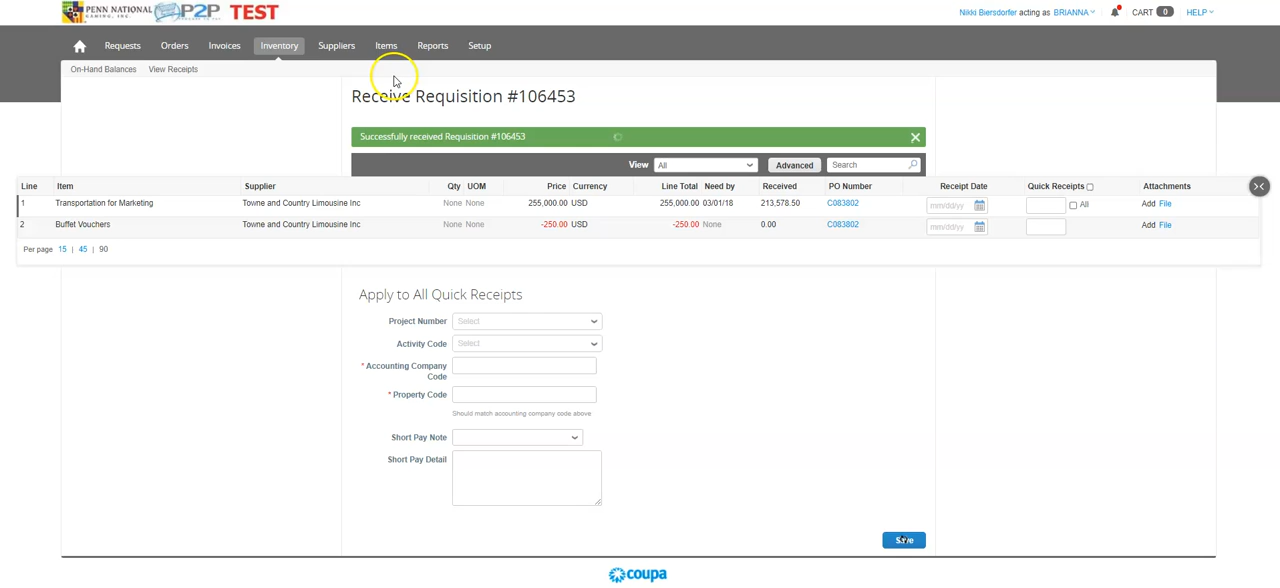 PENN NATIONAL GAMING, INC. P2P TEST
Nikki Biersdorfer acting as BRIANNA CART 0 HELP
Requests Orders Invoices Inventory Suppliers Items Reports Setup
On-Hand Balances View Receipts
Receive Requisition #106453
Successfully received Requisition #106453
View All Advanced Search
Line Item Supplier Qty UOM Price Currency Line Total Need by Received PO Number Receipt Date Quick Receipts Attachments
1 Transportation for Marketing Towne and Country Limousine Inc None None 255,000.00 USD 255,000.00 03/01/18 213,578.50 C083802 mm/dd/yy All Add File
2 Buffet Vouchers Towne and Country Limousine Inc None None -250.00 USD -250.00 None 0.00 C083802 mm/dd/yy Add File
Per page 15 | 45 | 90
Apply to All Quick Receipts
Project Number Select
Activity Code Select
* Accounting Company
Code
* Property Code
Should match accounting company code above
Short Pay Note
Short Pay Detail
Save
coupa